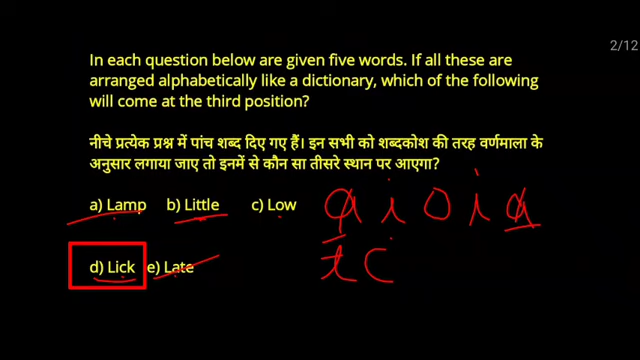 2/12
In each question below are given five words. If all these are
arranged alphabetically like a dictionary, which of the following
will come at the third position?
नीचे प्रत्येक प्रश्न में पांच शब्द दिए गए हैं। इन सभी को शब्दकोश की तरह वर्णमाला के
अनुसार लगाया जाए तो इनमें से कौन सा तीसरे स्थान पर आएगा?
a) Lamp b) Little c) Low a i o i a
d) Lick e) Late t c